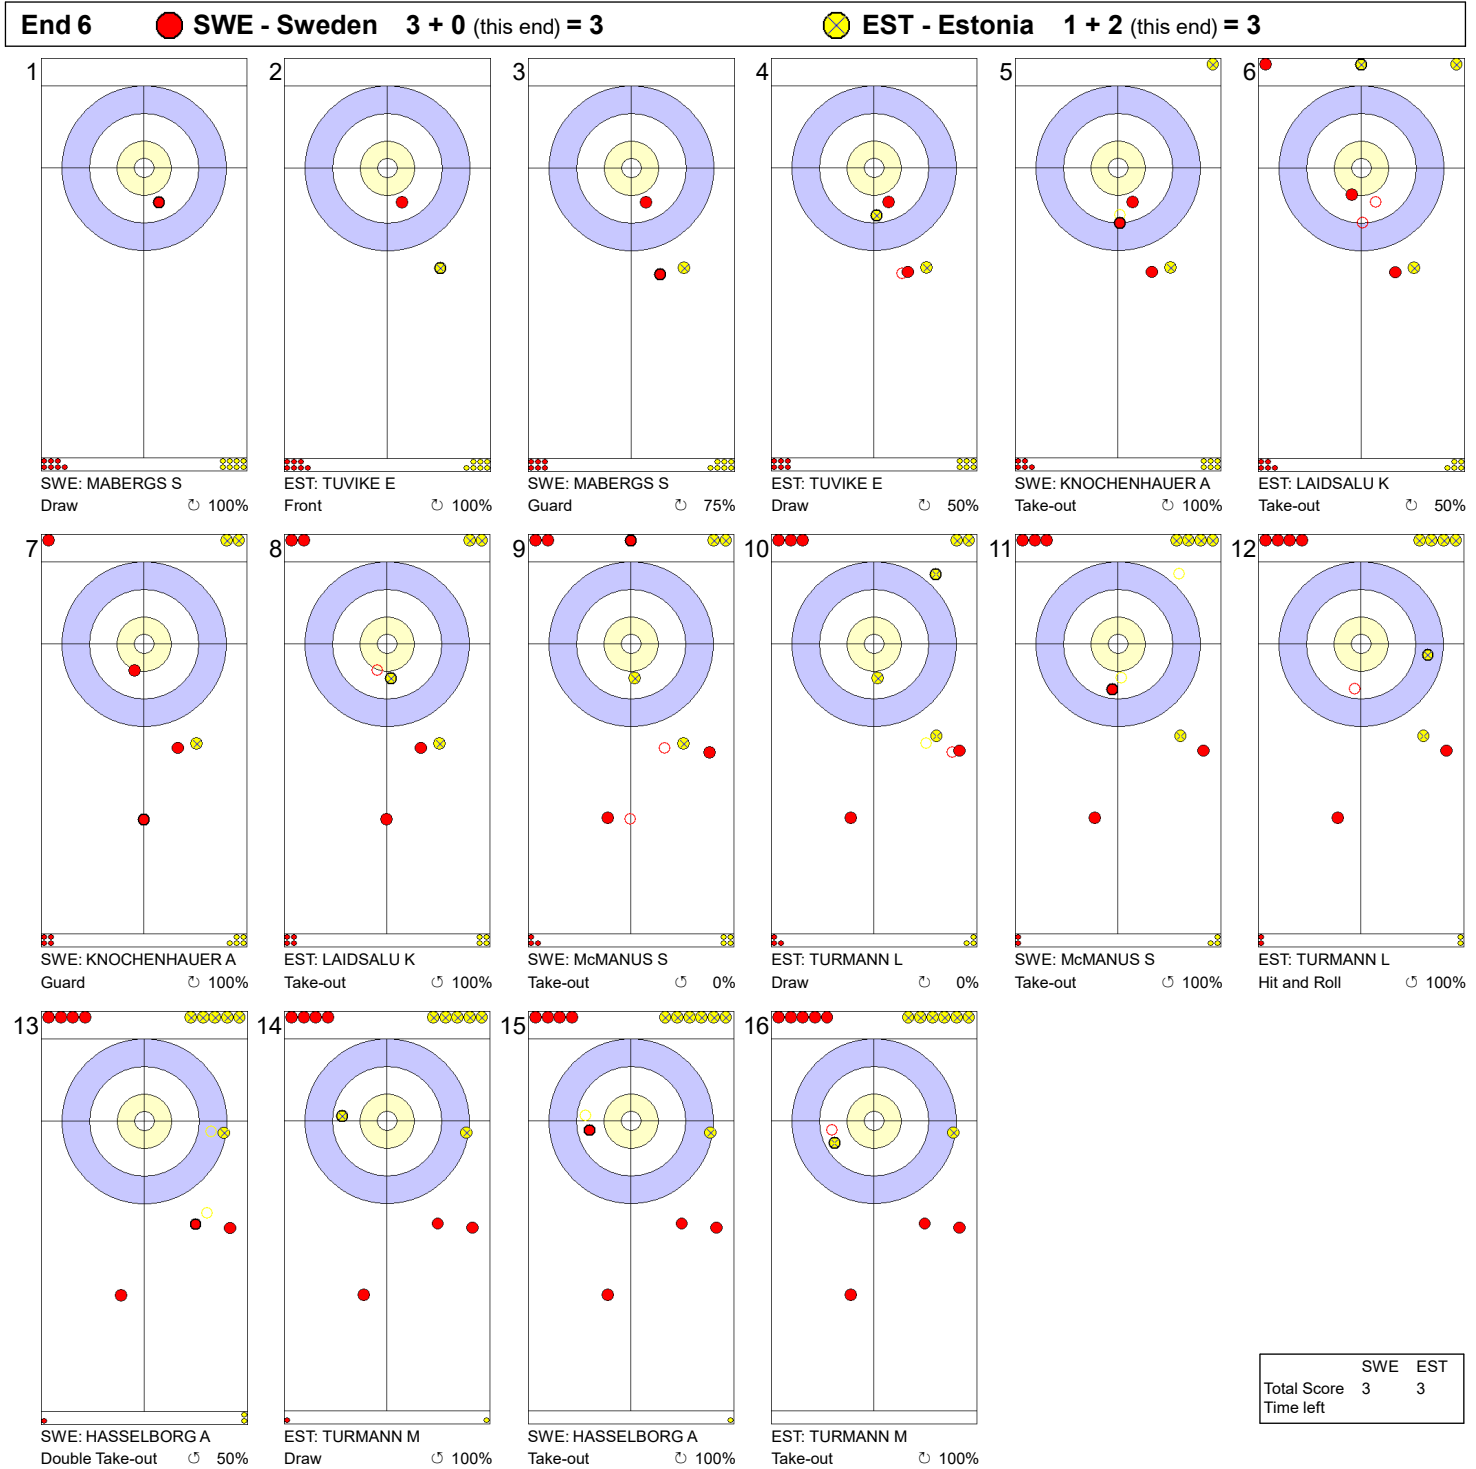 End 6 SWE - Sweden 3 + 0 (this end) = 3 EST - Estonia 1 + 2 (this end) = 3
1 2 3 4 5 6
SWE: MABERGS S EST: TUVIKE E SWE: MABERGS S EST: TUVIKE E SWE: KNOCHENHAUER A EST: LAIDSALU K
Draw ↻ 100% Front ↻ 100% Guard ↻ 75% Draw ↻ 50% Take-out ↻ 100% Take-out ↻ 50%
7 8 9 10 11 12
SWE: KNOCHENHAUER A EST: LAIDSALU K SWE: McMANUS S EST: TURMANN L SWE: McMANUS S EST: TURMANN L
Guard ↻ 100% Take-out ↻ 100% Take-out ↻ 0% Draw ↻ 0% Take-out ↻ 100% Hit and Roll ↻ 100%
13 14 15 16
SWE EST
Total Score 3 3
Time left
SWE: HASSELBORG A EST: TURMANN M SWE: HASSELBORG A EST: TURMANN M
Double Take-out ↺ 50% Draw ↺ 100% Take-out ↻ 100% Take-out ↻ 100%